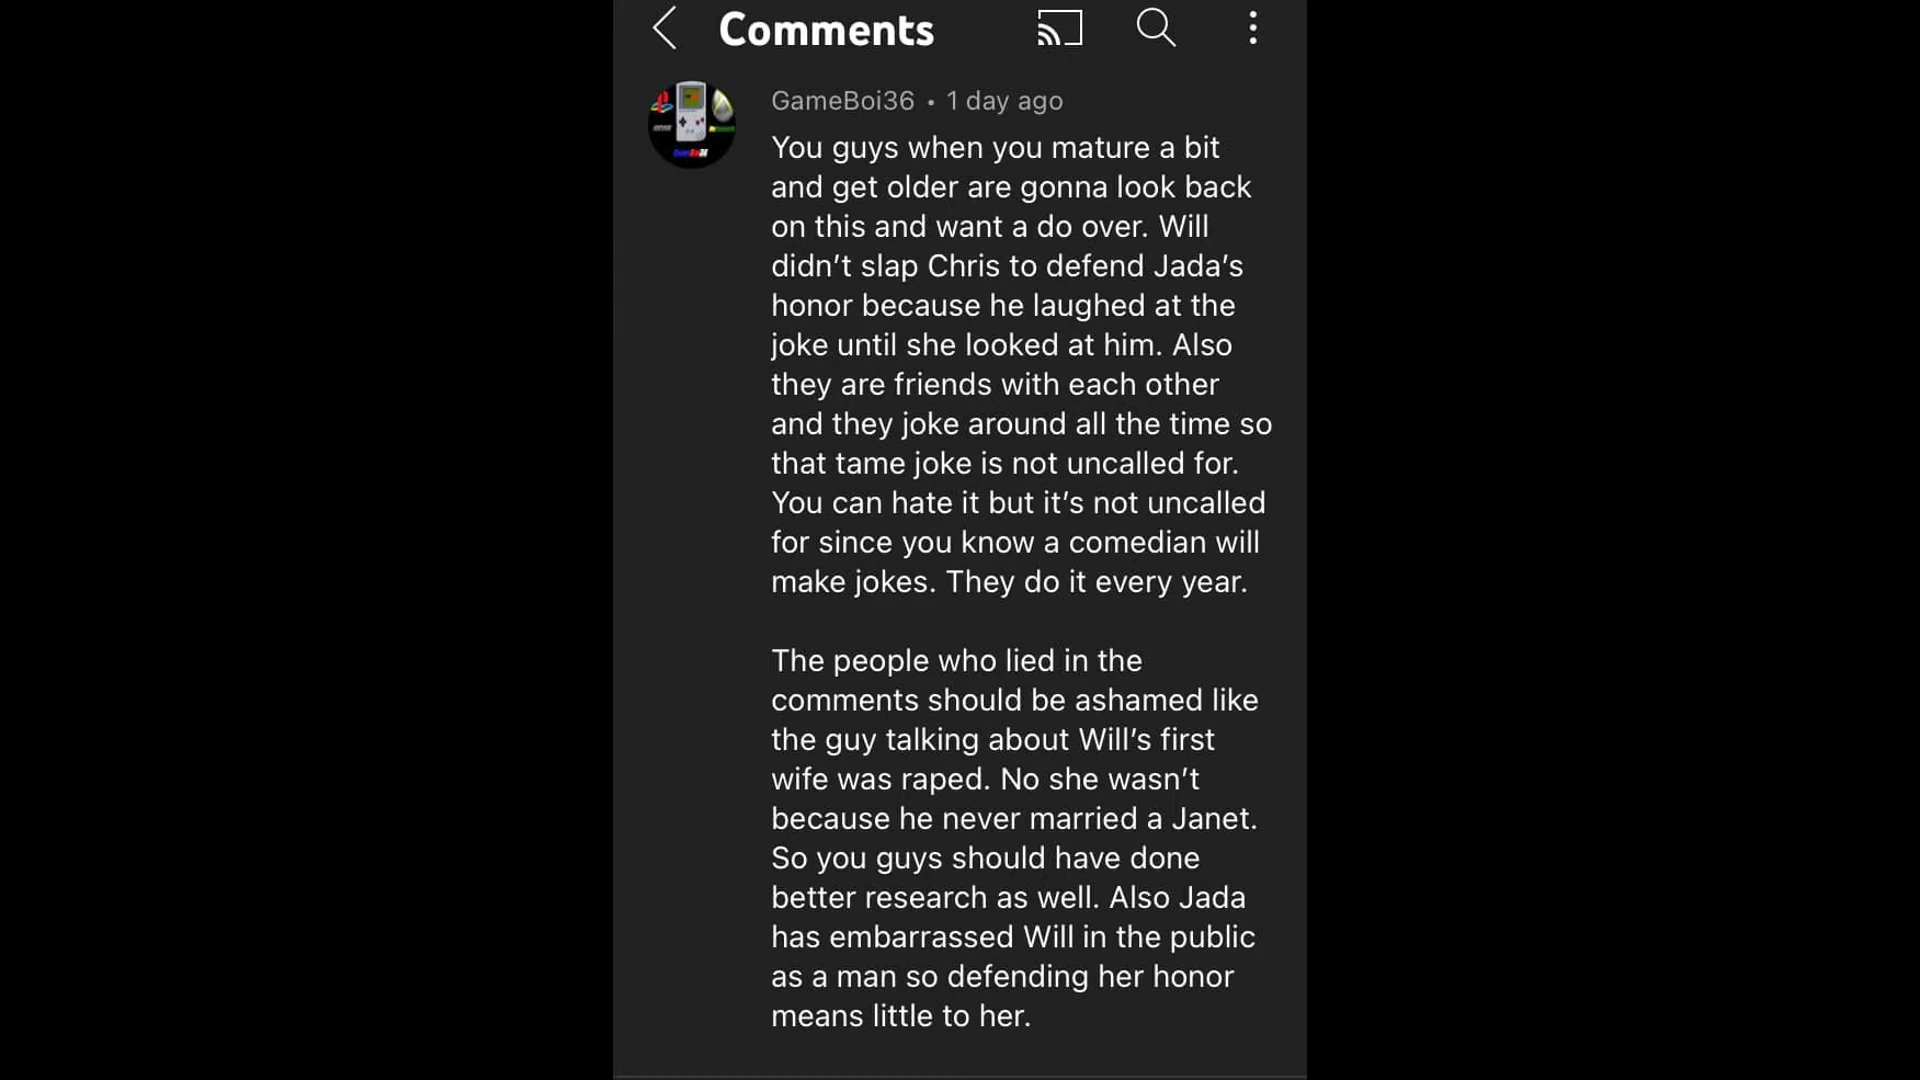 Comments
GameBoi36 • 1 day ago
You guys when you mature a bit
and get older are gonna look back
on this and want a do over. Will
didn’t slap Chris to defend Jada’s
honor because he laughed at the
joke until she looked at him. Also
they are friends with each other
and they joke around all the time so
that tame joke is not uncalled for.
You can hate it but it’s not uncalled
for since you know a comedian will
make jokes. They do it every year.
The people who lied in the
comments should be ashamed like
the guy talking about Will’s first
wife was raped. No she wasn’t
because he never married a Janet.
So you guys should have done
better research as well. Also Jada
has embarrassed Will in the public
as a man so defending her honor
means little to her.